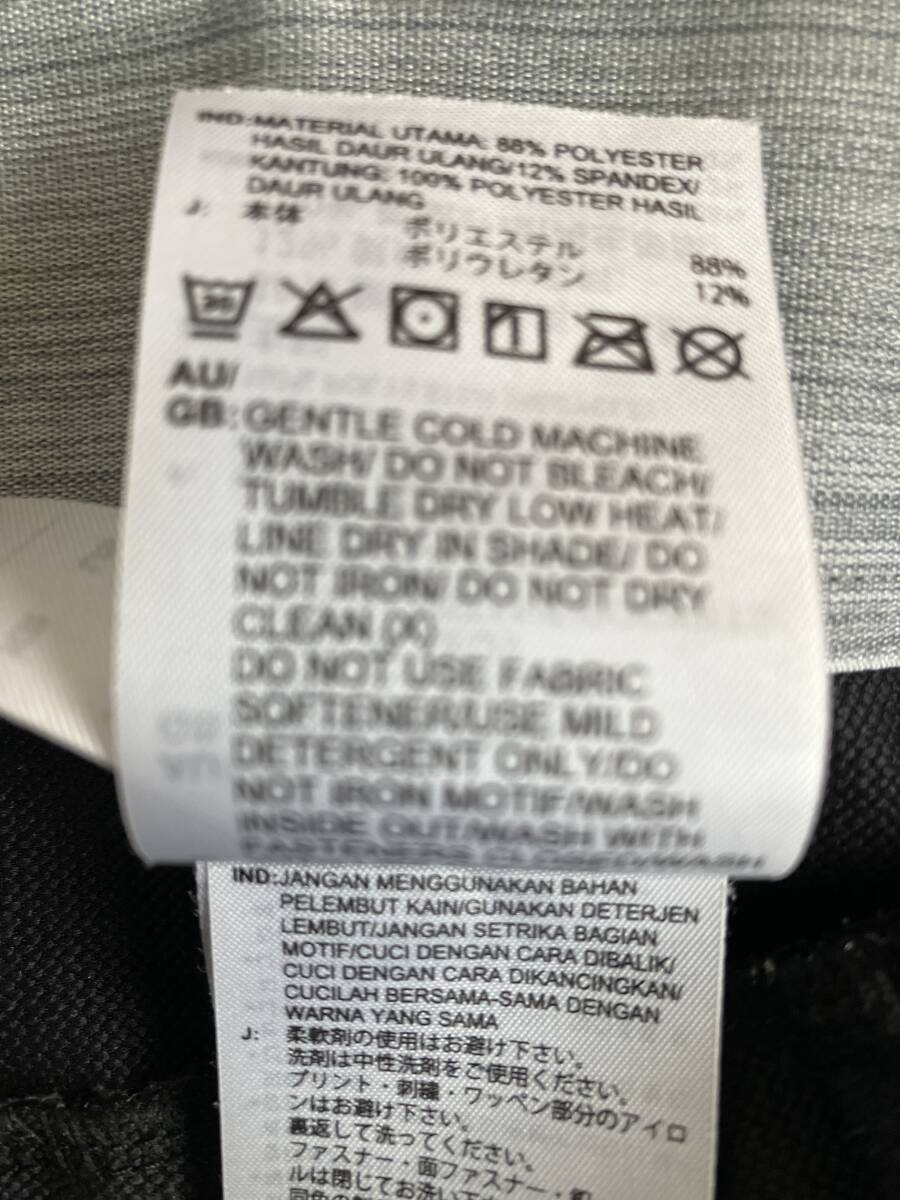 IND:MATERIAL UTAMA: 88% POLYESTER
HASIL DAUR ULANG/12% SPANDEX/
KANTUNG: 100% POLYESTER HASIL
DAUR ULANG
J: 本体 ポリエステル 88%
ポリウレタン 12%
30
AU/
GB:GENTLE COLD MACHINE
WASH/ DO NOT BLEACH/
TUMBLE DRY LOW HEAT/
LINE DRY IN SHADE/ DO
NOT IRON/ DO NOT DRY
CLEAN (X)
DO NOT USE FABRIC
SOFTENER/USE MILD
DETERGENT ONLY/DO
NOT IRON MOTIF/WASH
INSIDE OUT/WASH WITH
FASTENERS CLOSED/WASH
IND:JANGAN MENGGUNAKAN BAHAN
PELEMBUT KAIN/GUNAKAN DETERJEN
LEMBUT/JANGAN SETRIKA BAGIAN
MOTIF/CUCI DENGAN CARA DIBALIK/
CUCI DENGAN CARA DIKANCINGKAN/
CUCILAH BERSAMA-SAMA DENGAN
WARNA YANG SAMA
J: 柔軟剤の使用はお避け下さい。
洗剤は中性洗剤をご使用ください。
プリント・刺繍・ワッペン部分のアイロ
ンはお避け下さい。
裏返して洗ってください。
ファスナー・面ファスナー・釦
ルは閉じてお洗い
同色の